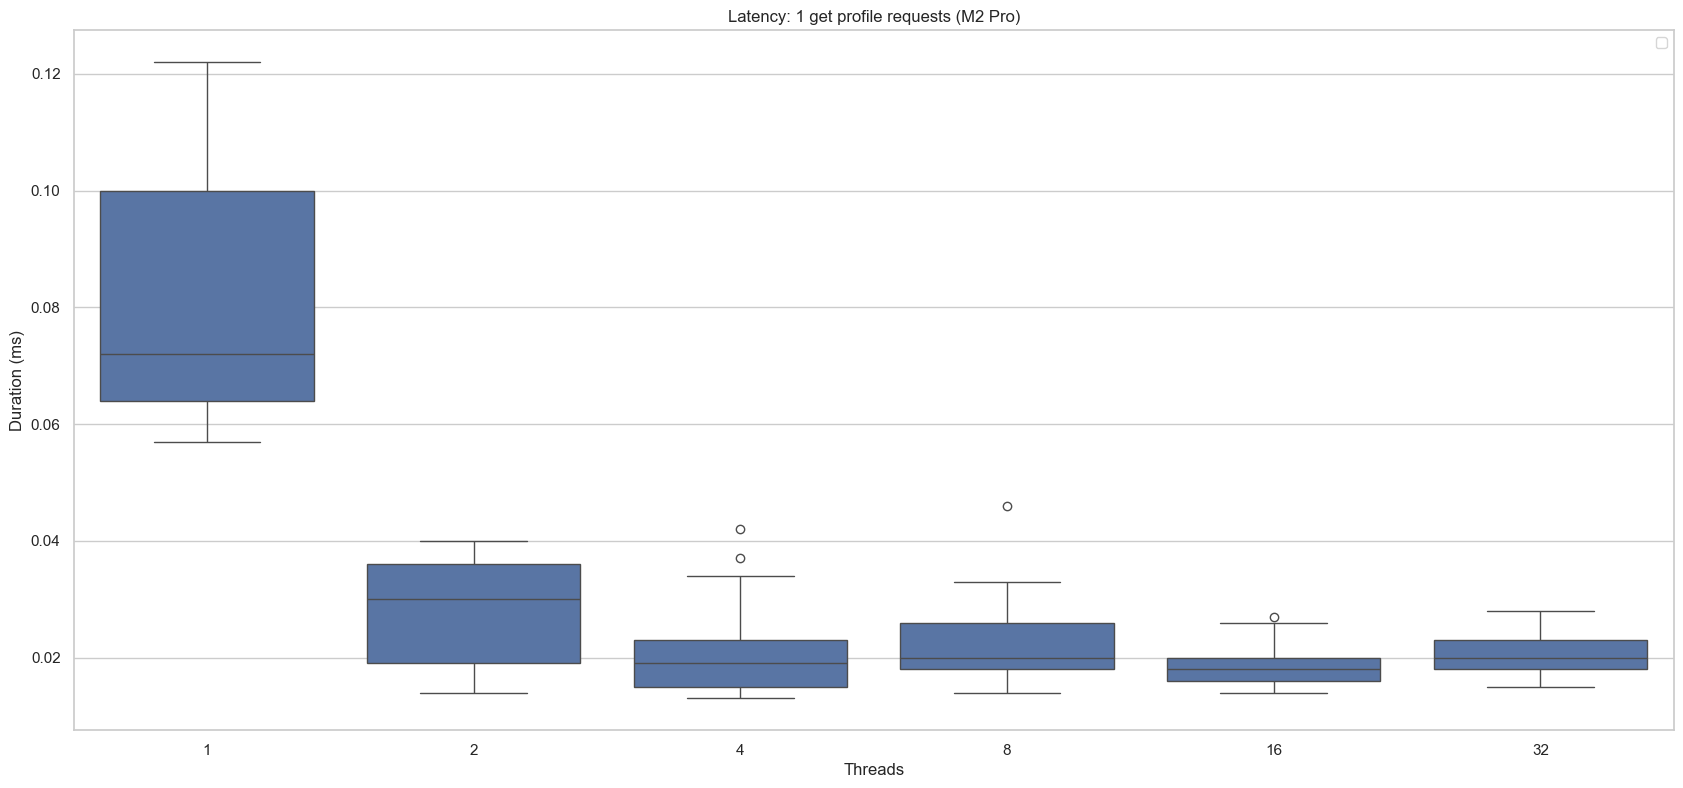 Latency: 1 get profile requests (M2 Pro)
0.12
0.10
0.08
0.06
0.04
0.02
Duration (ms)
1 2 4 8 16 32
Threads